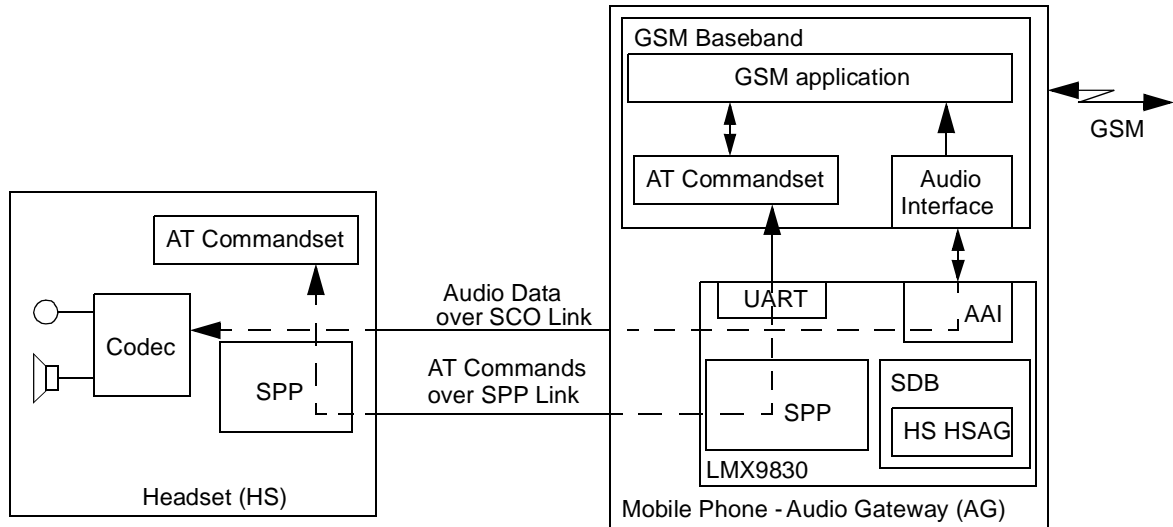 GSM Baseband
GSM application
GSM
AT Commandset
Audio
Interface
AT Commandset
Audio Data
over SCO Link
UART
AAI
Codec
SPP
AT Commands
over SPP Link
SPP
SDB
HS HSAG
LMX9830
Headset (HS)
Mobile Phone - Audio Gateway (AG)